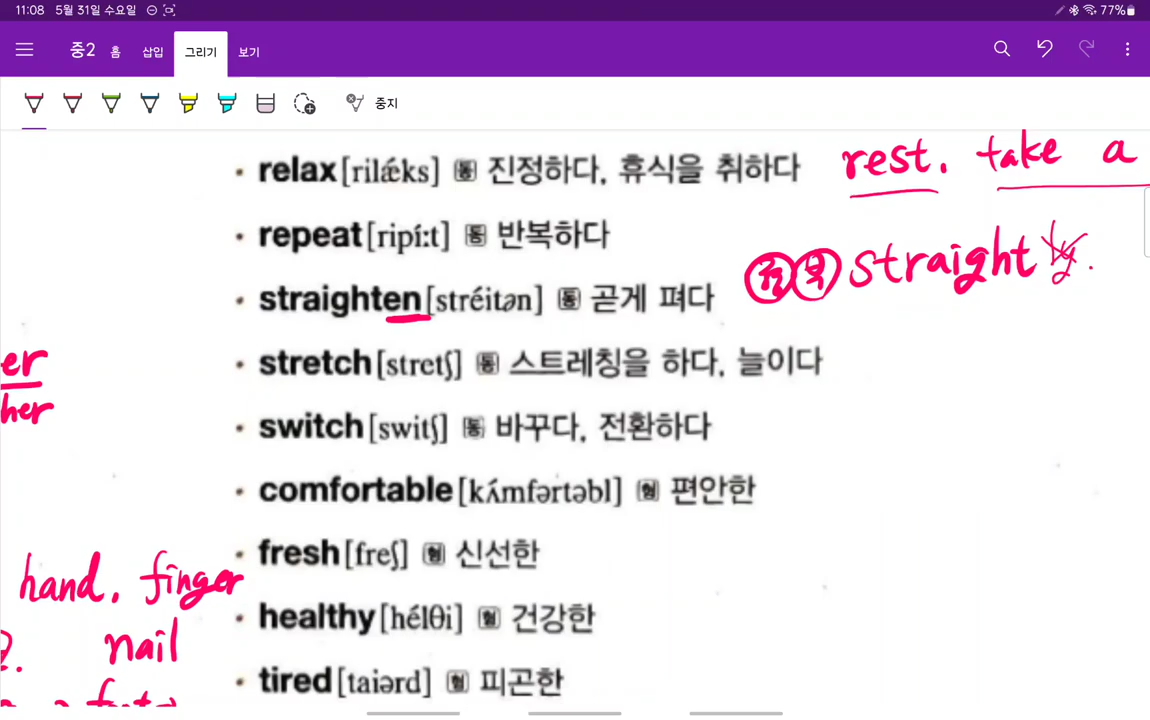 11:08 5월 31일 수요일 77%
중2 홈 삽입 그리기 보기
중지
relax [rilǽks] 동 진정하다, 휴식을 취하다 rest. take a
repeat [ripíːt] 동 반복하다
형 부 straight
straighten [stréitən] 동 곧게 펴다
stretch [stretʃ] 동 스트레칭을 하다, 늘이다
er
her
switch [switʃ] 동 바꾸다, 전환하다
comfortable [kʌ́mfərtəbl] 형 편안한
fresh [freʃ] 형 신선한
hand, finger
healthy [hélθi] 형 건강한
?. nail
tired [taiərd] 형 피곤한